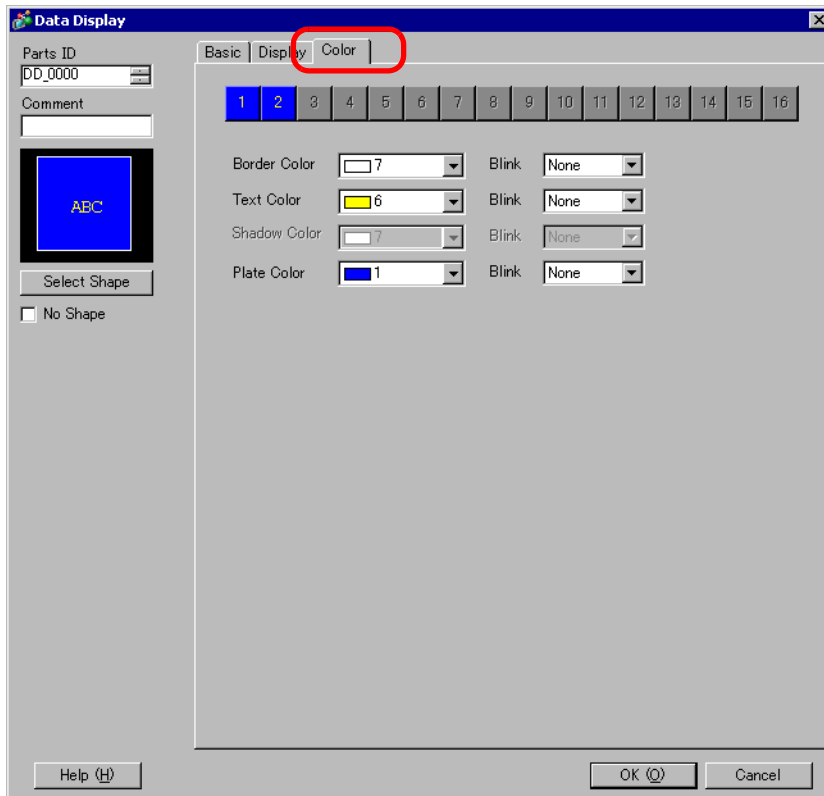 Data Display
Parts ID
DD_0000
Comment
ABC
Select Shape
No Shape
Basic Display Color
1 2 3 4 5 6 7 8 9 10 11 12 13 14 15 16
Border Color 7 Blink None
Text Color 6 Blink None
Shadow Color 7 Blink None
Plate Color 1 Blink None
Help (H) OK (O) Cancel